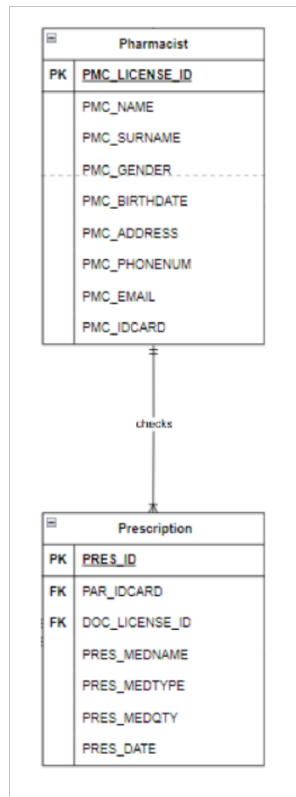 Pharmacist
PK PMC_LICENSE_ID
PMC_NAME
PMC_SURNAME
PMC_GENDER
PMC_BIRTHDATE
PMC_ADDRESS
PMC_PHONENUM
PMC_EMAIL
PMC_IDCARD
checks
Prescription
PK PRES_ID
FK PAR_IDCARD
FK DOC_LICENSE_ID
PRES_MEDNAME
PRES_MEDTYPE
PRES_MEDQTY
PRES_DATE